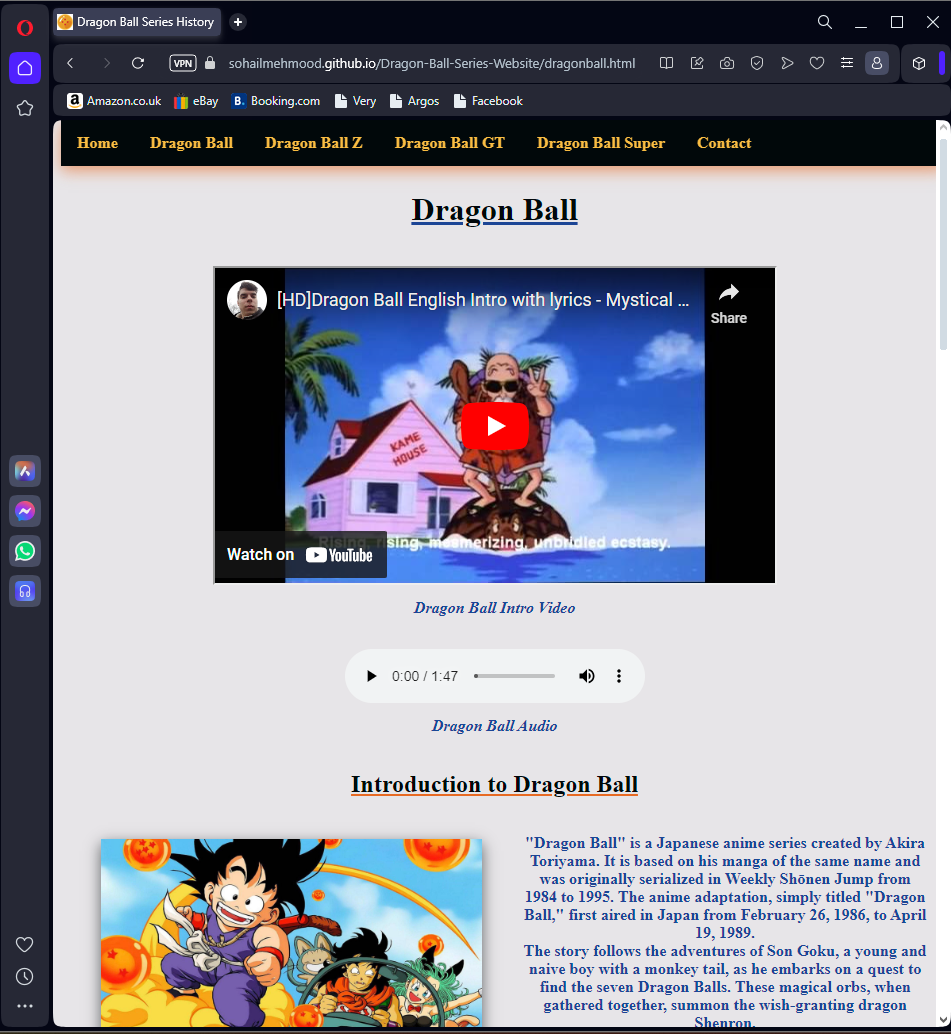 Dragon Ball Series History
VPN
sohailmehmood.github.io/Dragon-Ball-Series-Website/dragonball.html
a Amazon.co.uk
eBay
B. Booking.com
Very
Argos
Facebook
Home
Dragon Ball
Dragon Ball Z
Dragon Ball GT
Dragon Ball Super
Contact
Dragon Ball
[HD]Dragon Ball English Intro with lyrics - Mystical ...
Share
KAME
HOUSE
Rising, rising, mesmerizing, unbridled ecstasy.
Watch on YouTube
Dragon Ball Intro Video
0:00 / 1:47
Dragon Ball Audio
Introduction to Dragon Ball
"Dragon Ball" is a Japanese anime series created by Akira
Toriyama. It is based on his manga of the same name and
was originally serialized in Weekly Shōnen Jump from
1984 to 1995. The anime adaptation, simply titled "Dragon
Ball," first aired in Japan from February 26, 1986, to April
19, 1989.
The story follows the adventures of Son Goku, a young and
naive boy with a monkey tail, as he embarks on a quest to
find the seven Dragon Balls. These magical orbs, when
gathered together, summon the wish-granting dragon
Shenron.